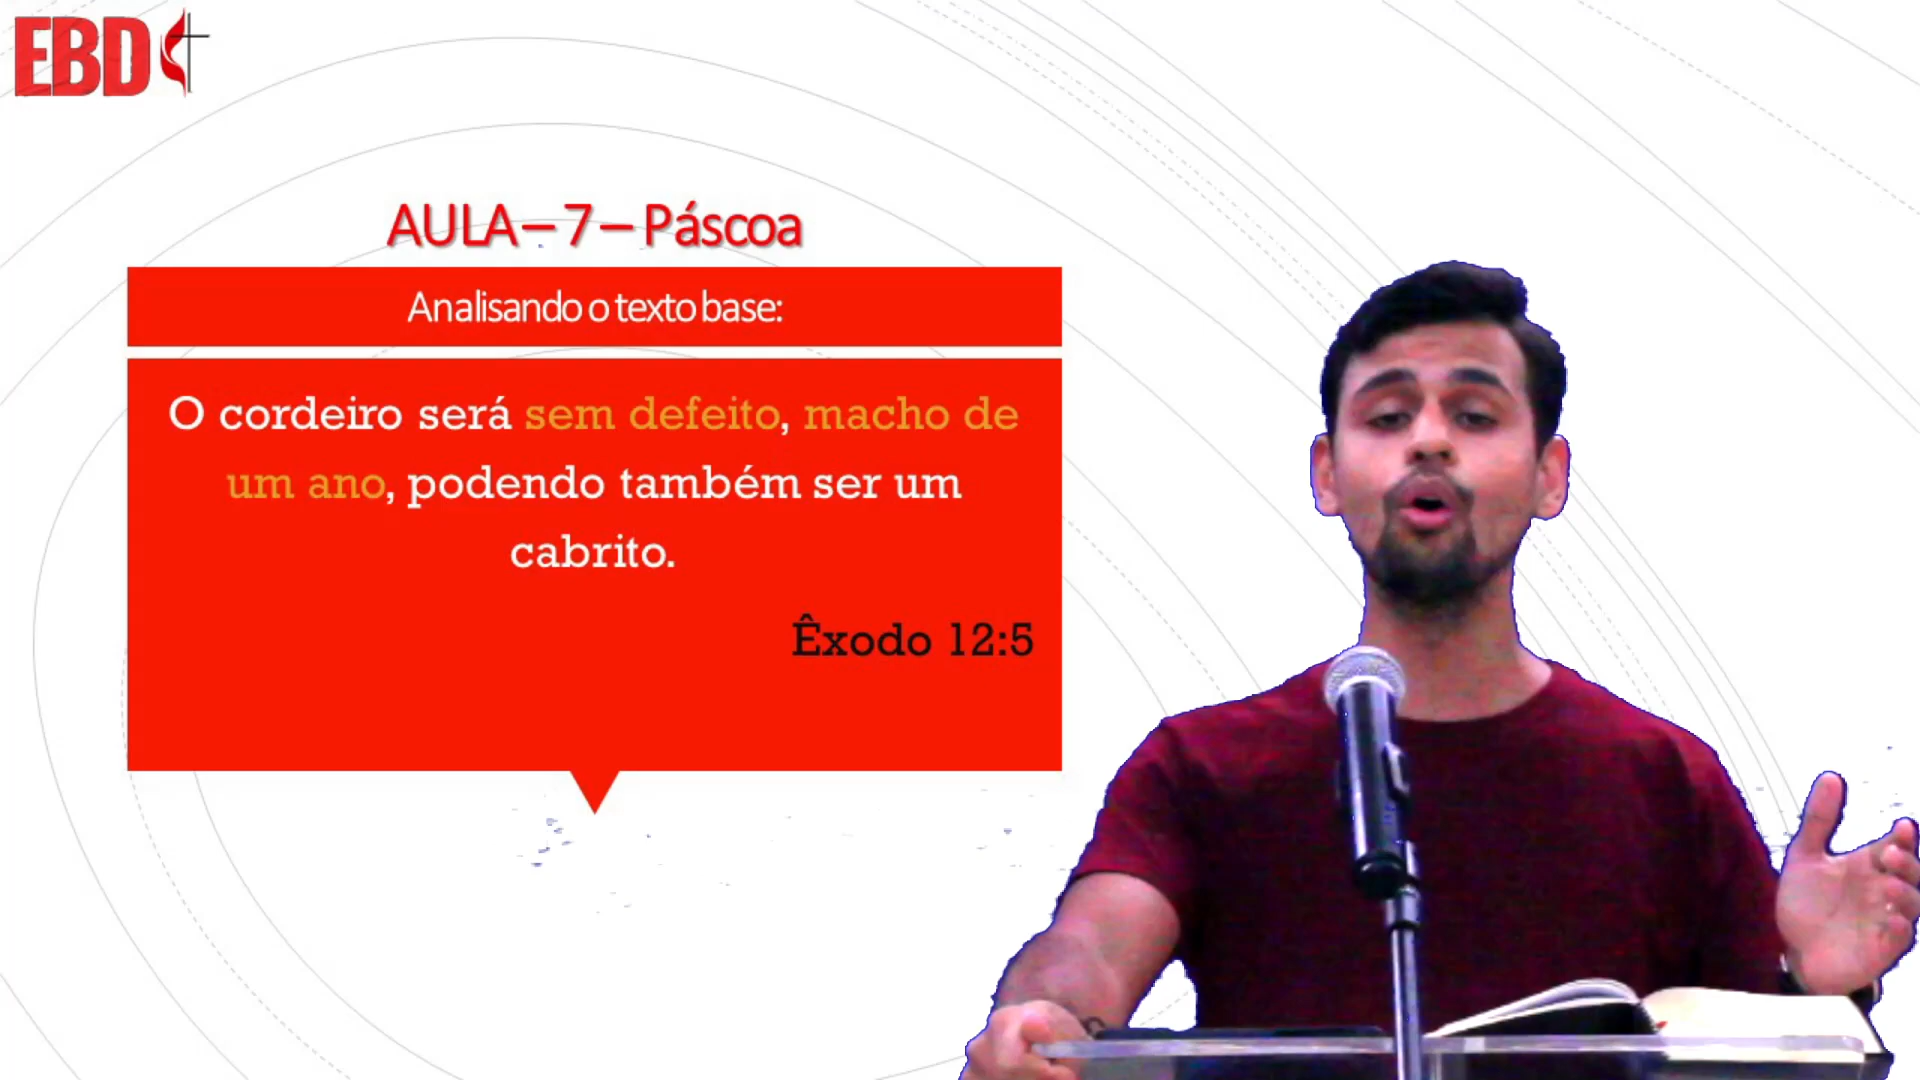 EBD
AULA – 7 – Páscoa
Analisando o texto base:
O cordeiro será sem defeito, macho de
um ano, podendo também ser um
cabrito.
Êxodo 12:5